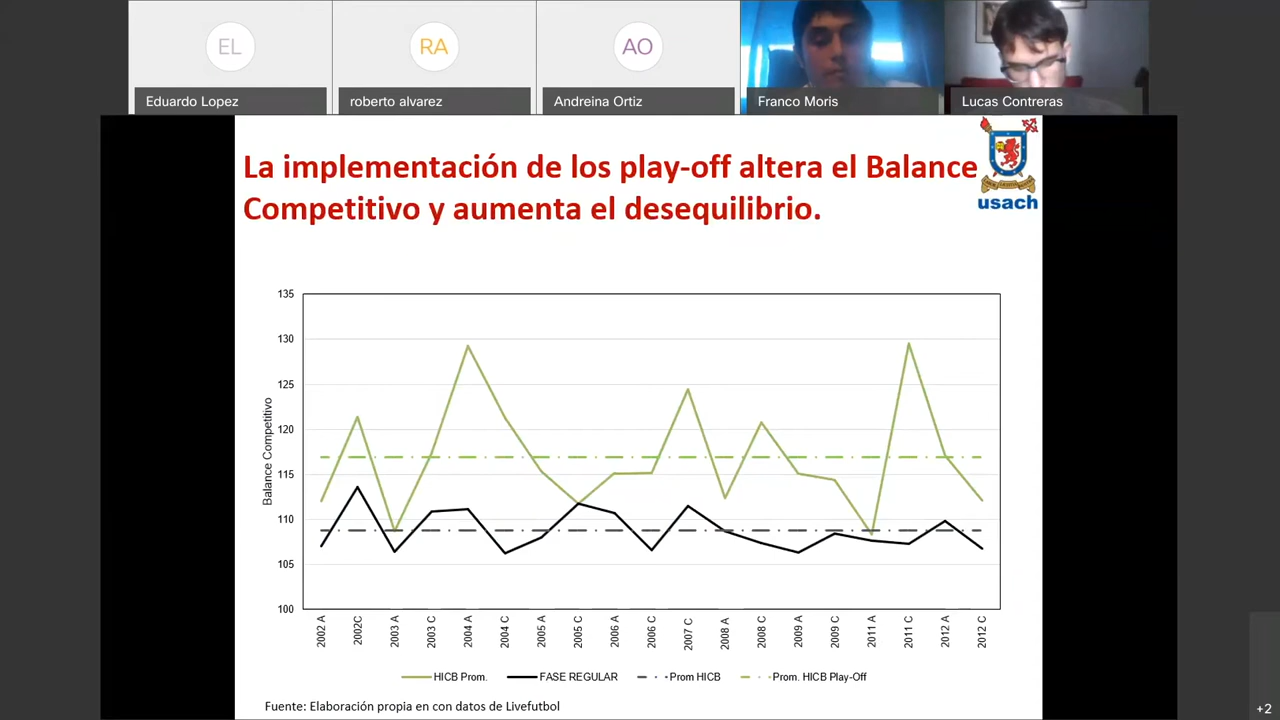 EL
RA
AO
Eduardo Lopez
roberto alvarez
Andreina Ortiz
Franco Moris
Lucas Contreras
La implementación de los play-off altera el Balance
Competitivo y aumenta el desequilibrio.
usach
Balance Competitivo
135
130
125
120
115
110
105
100
2002 A
2002C
2003 A
2003 C
2004 A
2004 C
2005 A
2005 C
2006 A
2006 C
2007 C
2008 A
2008 C
2009 A
2009 C
2011 A
2011 C
2012 A
2012 C
HICB Prom.
FASE REGULAR
Prom HICB
Prom. HICB Play-Off
Fuente: Elaboración propia en con datos de Livefutbol
+2